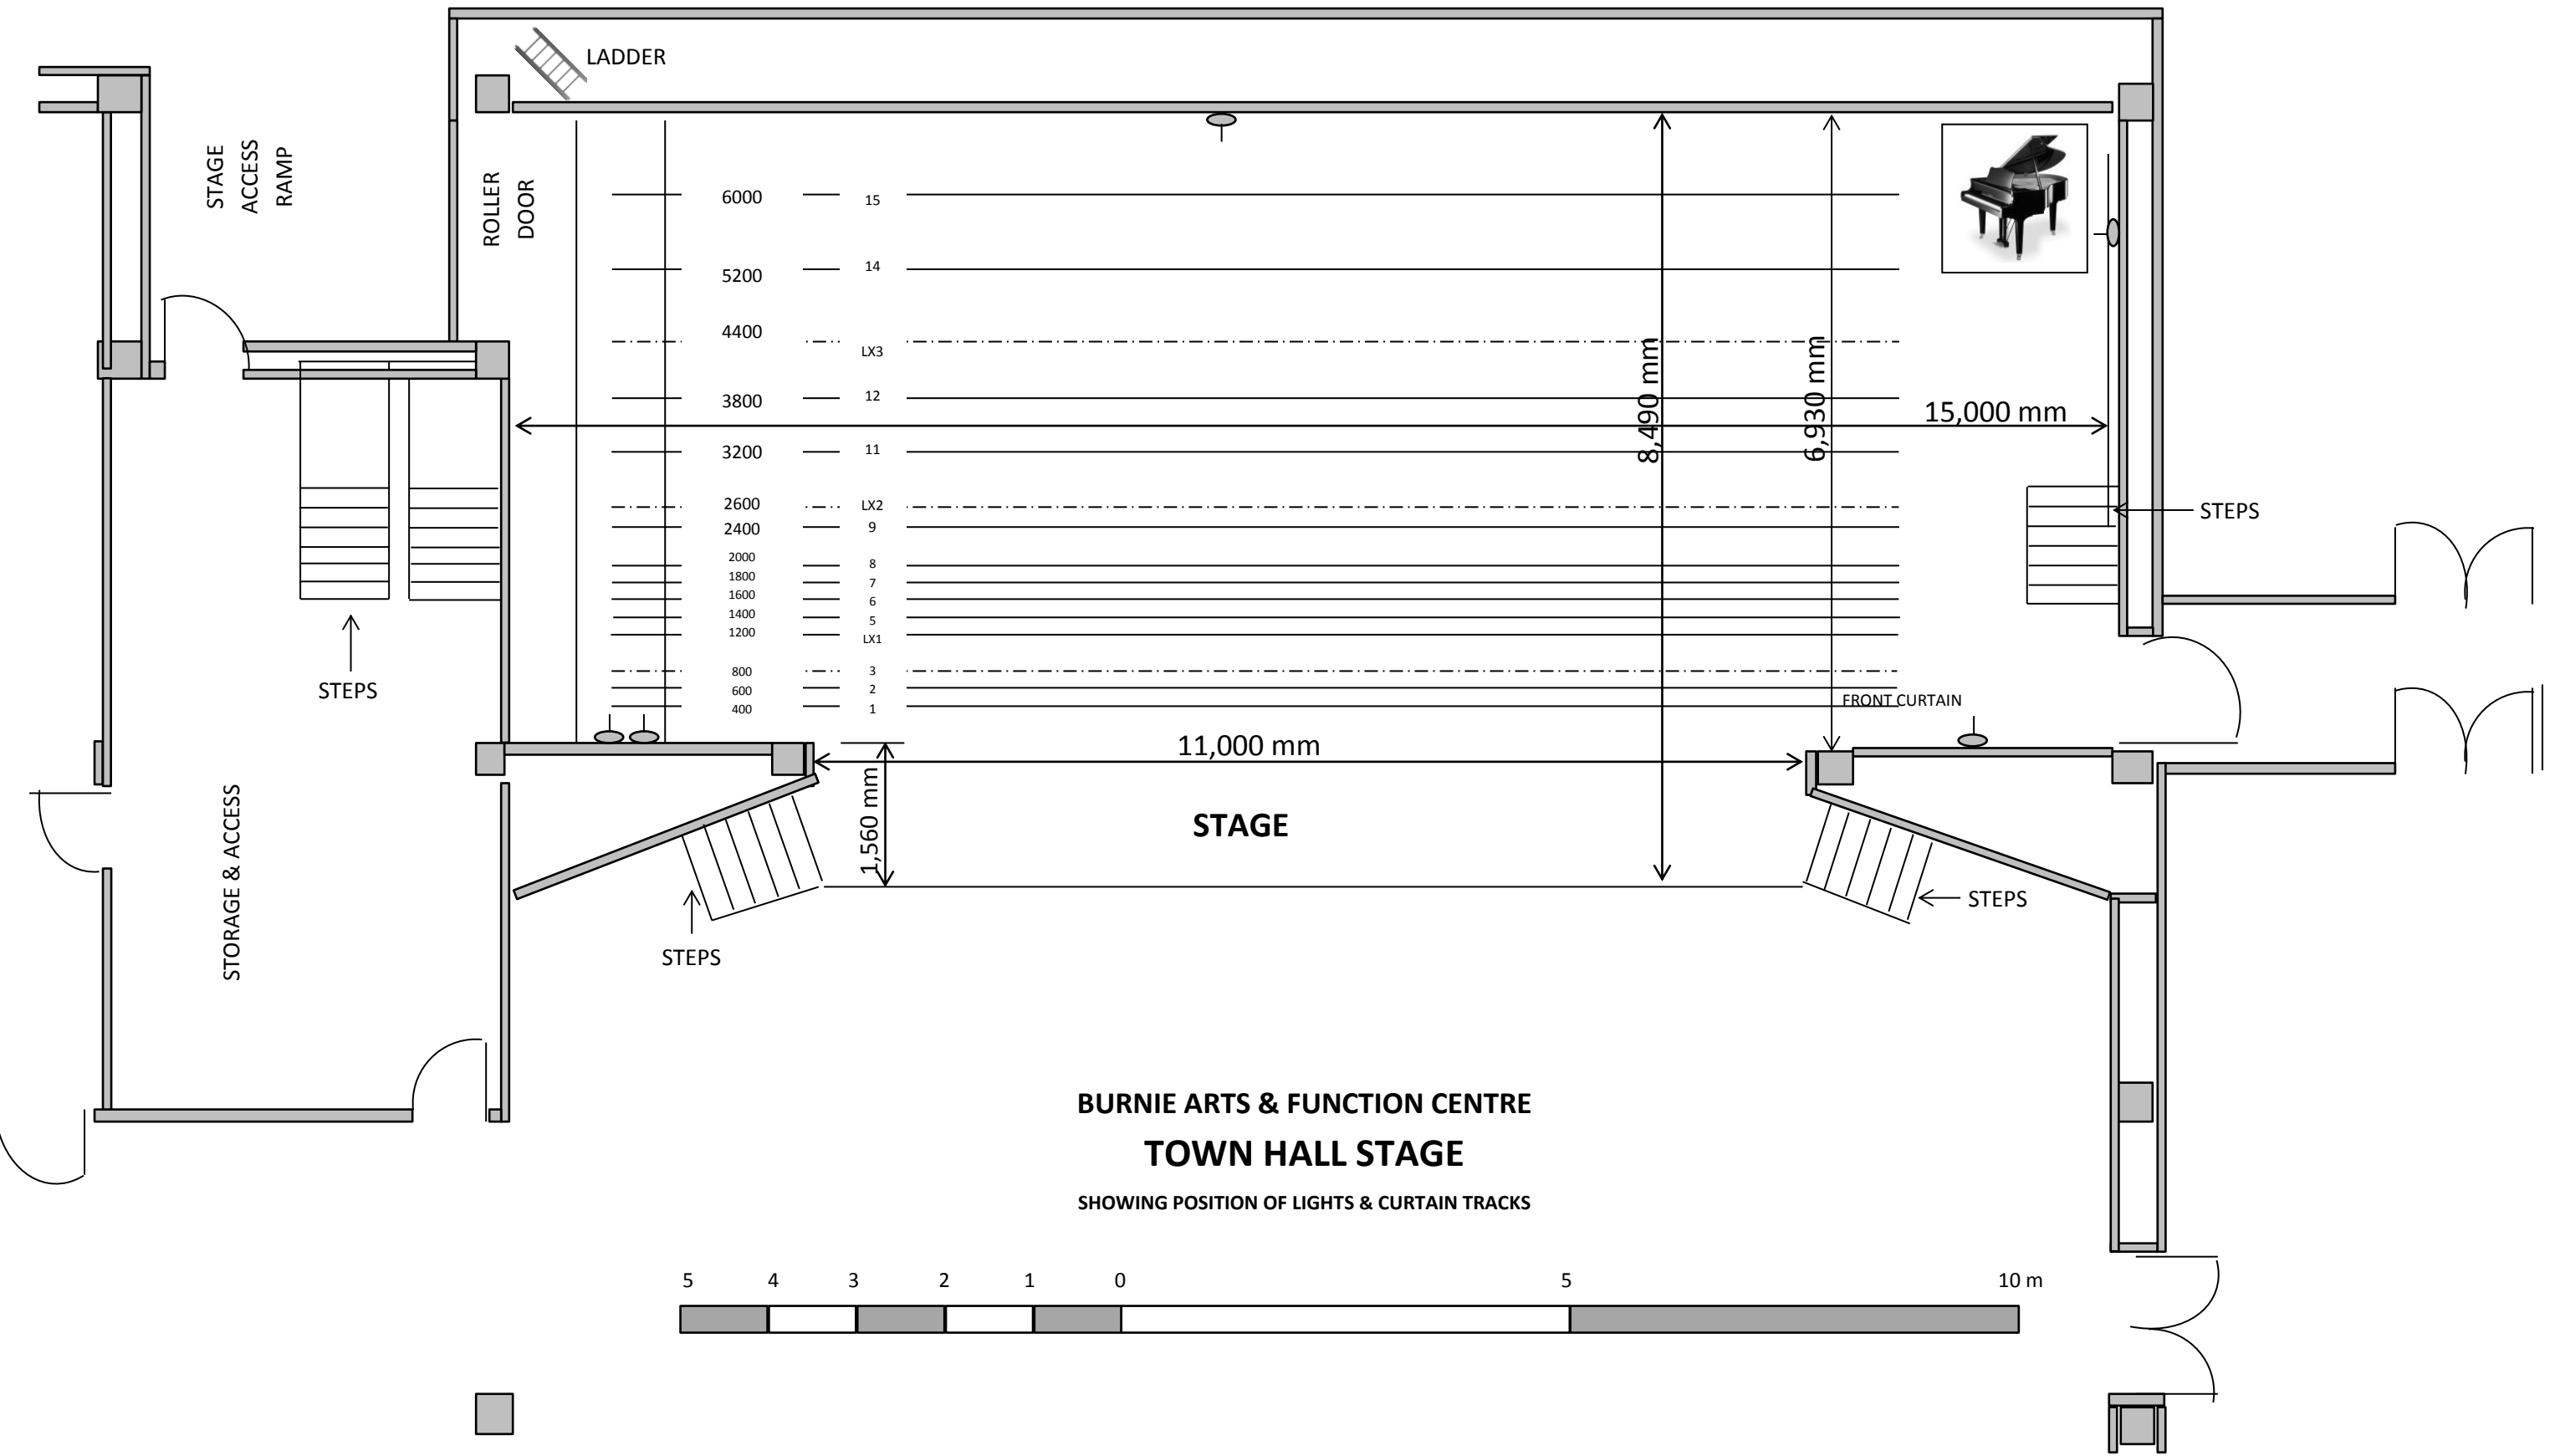 LADDER
STAGE
ACCESS
RAMP
ROLLER
DOOR
6000 15
5200 14
4400 LX3
3800 12
3200 11
2600 LX2
2400 9
2000 8
1800 7
1600 6
1400 5
1200 LX1
800 3
600 2
400 1
8,490 mm
6,930 mm
15,000 mm
STEPS
STEPS
FRONT CURTAIN
11,000 mm
1,560 mm
STAGE
STORAGE & ACCESS
STEPS
STEPS
BURNIE ARTS & FUNCTION CENTRE
TOWN HALL STAGE
SHOWING POSITION OF LIGHTS & CURTAIN TRACKS
5 4 3 2 1 0 5 10 m